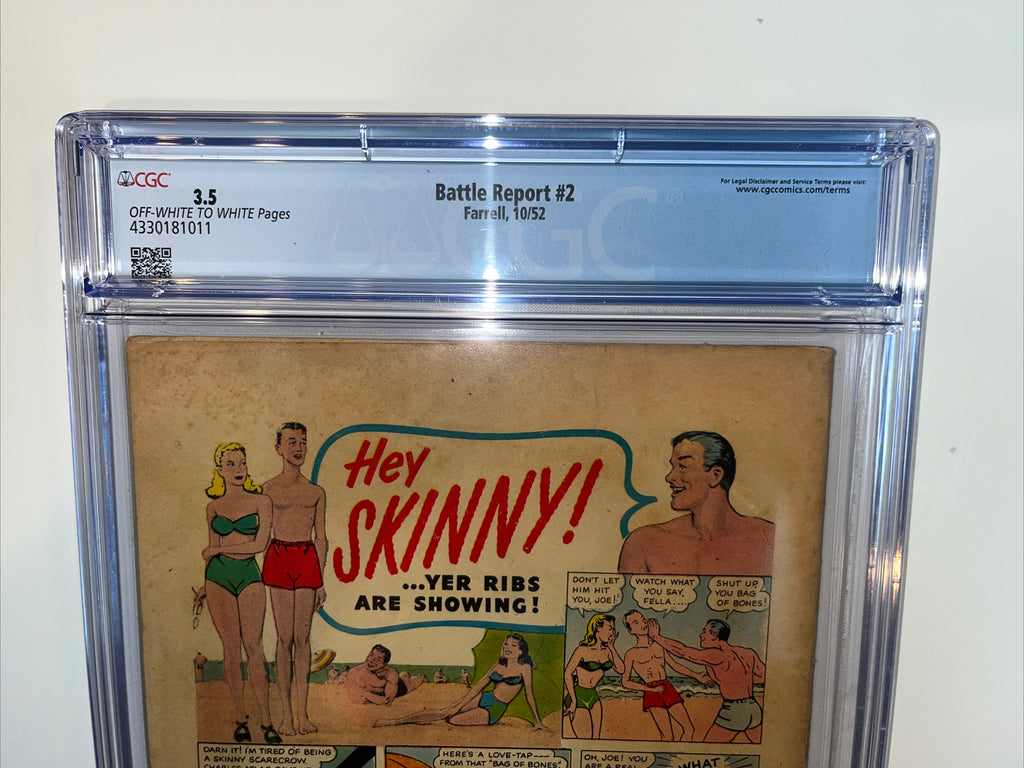 CGC
3.5
OFF-WHITE TO WHITE Pages
4330181011
Battle Report #2
Farrell, 10/52
For Legal Disclaimer and Service Terms please visit:
www.cgccomics.com/terms
CGC®
Hey
SKINNY!
...YER RIBS
ARE SHOWING!
DON'T LET
HIM HIT
YOU, JOE!
WATCH WHAT
YOU SAY,
FELLA....
SHUT UP,
YOU BAG
OF BONES!
DARN IT! I'M TIRED OF BEING
A SKINNY SCARECROW.
HERE'S A LOVE-TAP
FROM THAT "BAG OF BONES"
OH, JOE! YOU
ARE A REAL
WHAT